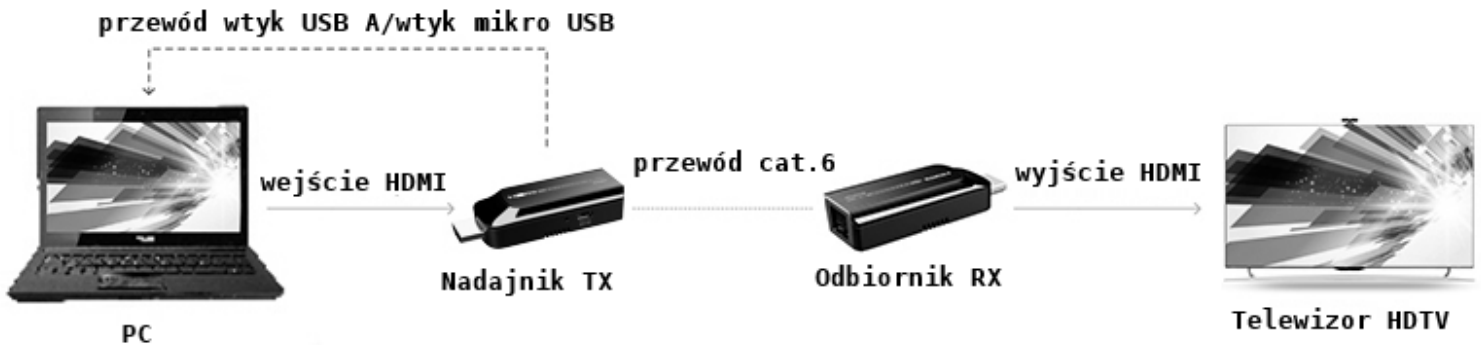 przewód wtyk USB A/wtyk mikro USB
wejście HDMI
przewód cat.6
wyjście HDMI
Nadajnik TX
Odbiornik RX
PC
Telewizor HDTV